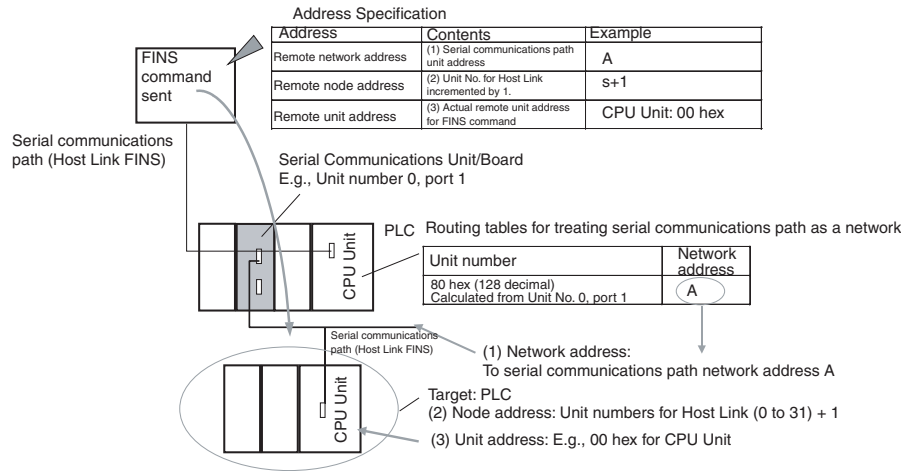 Address Specification
Address Contents Example
Remote network address (1) Serial communications path unit address A
Remote node address (2) Unit No. for Host Link incremented by 1. s+1
Remote unit address (3) Actual remote unit address for FINS command CPU Unit: 00 hex
FINS
command
sent
Serial communications
path (Host Link FINS)
Serial Communications Unit/Board
E.g., Unit number 0, port 1
CPU Unit
PLC
Routing tables for treating serial communications path as a network
Unit number Network address
80 hex (128 decimal)
Calculated from Unit No. 0, port 1 A
Serial communications
path (Host Link FINS)
(1) Network address:
To serial communications path network address A
CPU Unit
Target: PLC
(2) Node address: Unit numbers for Host Link (0 to 31) + 1
(3) Unit address: E.g., 00 hex for CPU Unit